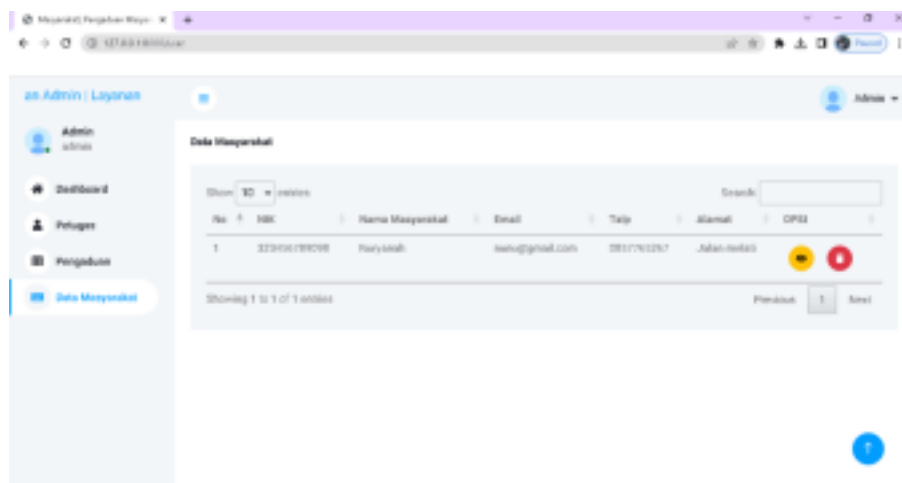 an Admin | Layanan
Admin
Admin
admin
Data Masyarakat
Dashboard
Petugas
Pengaduan
Data Masyarakat
Show 10 entries
Search:
No NIK Nama Masyarakat Email Telp Alamat OPSI
1 Nuryanah Jalan melati
Showing 1 to 1 of 1 entries
Previous 1 Next